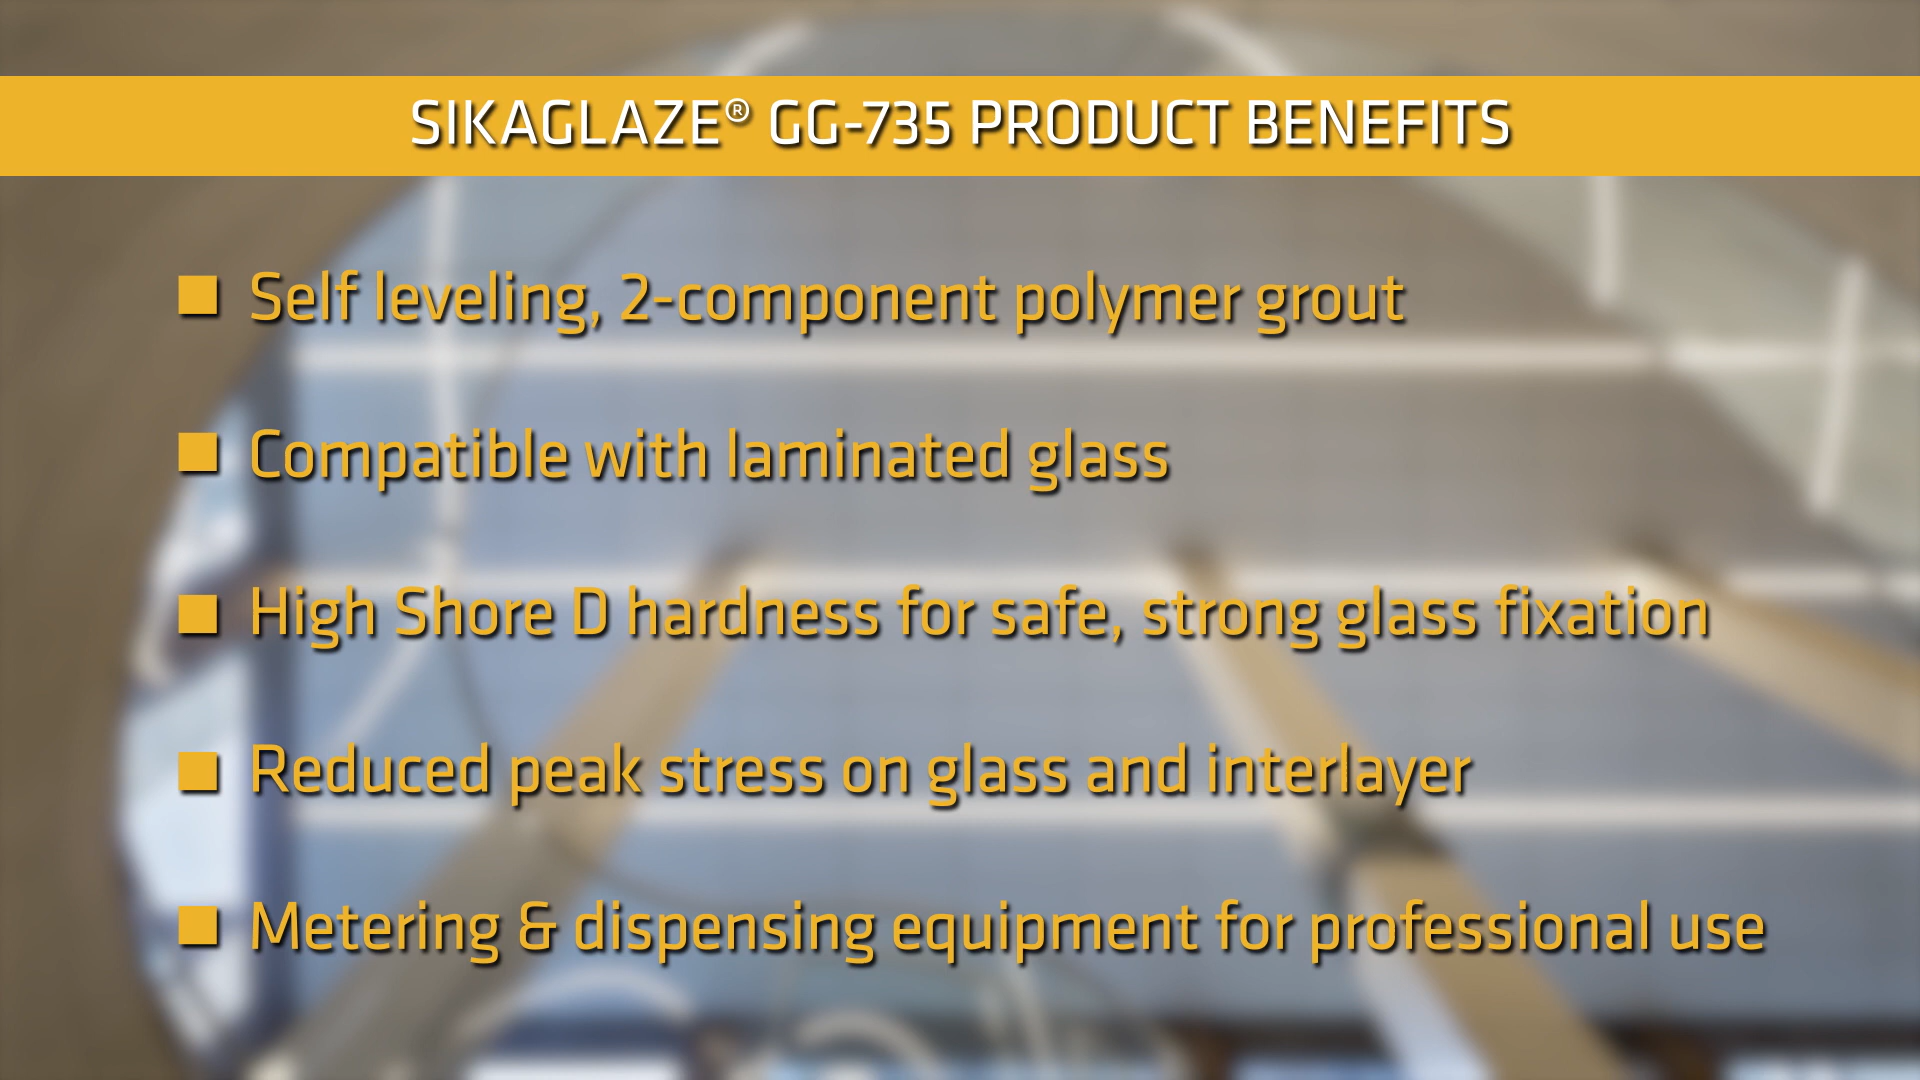 SIKAGLAZE® GG-735 PRODUCT BENEFITS
Self leveling, 2-component polymer grout
Compatible with laminated glass
High Shore D hardness for safe, strong glass fixation
Reduced peak stress on glass and interlayer
Metering & dispensing equipment for professional use